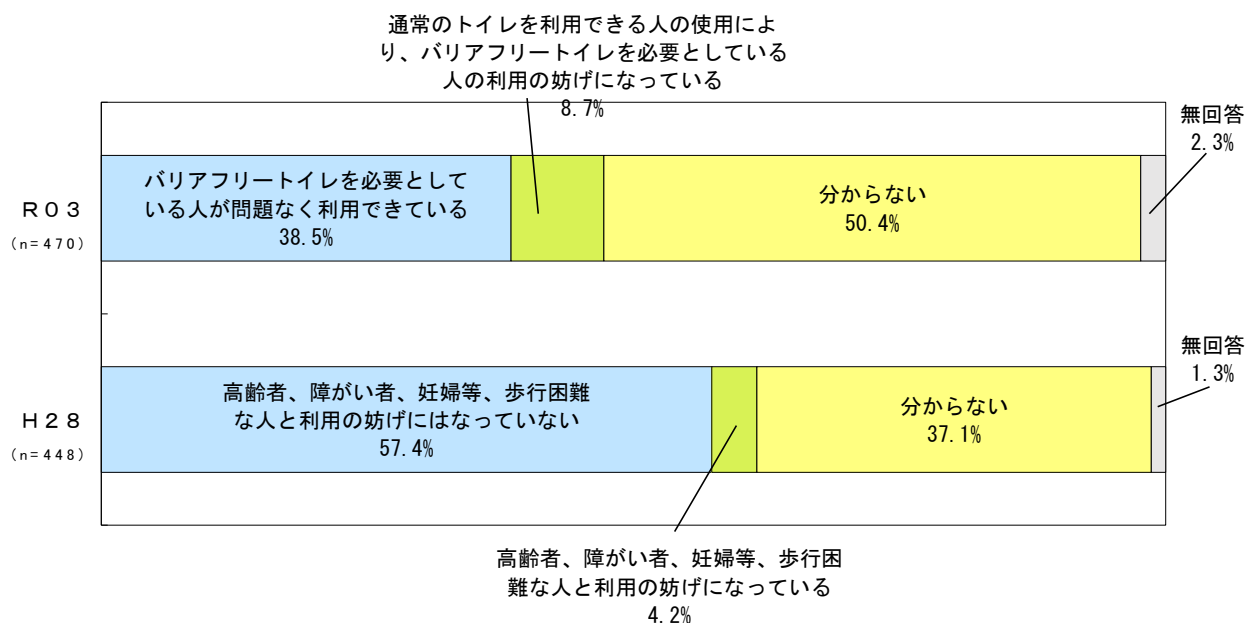 通常のトイレを利用できる人の使用によ
り、バリアフリートイレを必要としている
人の利用の妨げになっている
8.7%
無回答
2.3%
R03
(n=470)
バリアフリートイレを必要として
いる人が問題なく利用できている
38.5%
分からない
50.4%
無回答
1.3%
H28
(n=448)
高齢者、障がい者、妊婦等、歩行困難
な人と利用の妨げにはなっていない
57.4%
分からない
37.1%
高齢者、障がい者、妊婦等、歩行困
難な人と利用の妨げになっている
4.2%